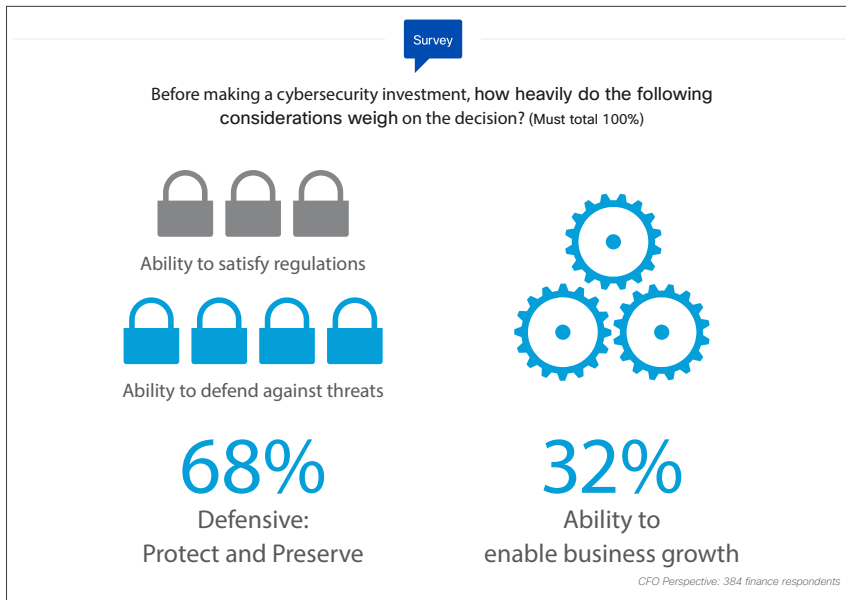 Survey
Before making a cybersecurity investment, how heavily do the following
considerations weigh on the decision? (Must total 100%)
Ability to satisfy regulations
Ability to defend against threats
68%
Defensive:
Protect and Preserve
32%
Ability to
enable business growth
CFO Perspective: 384 finance respondents